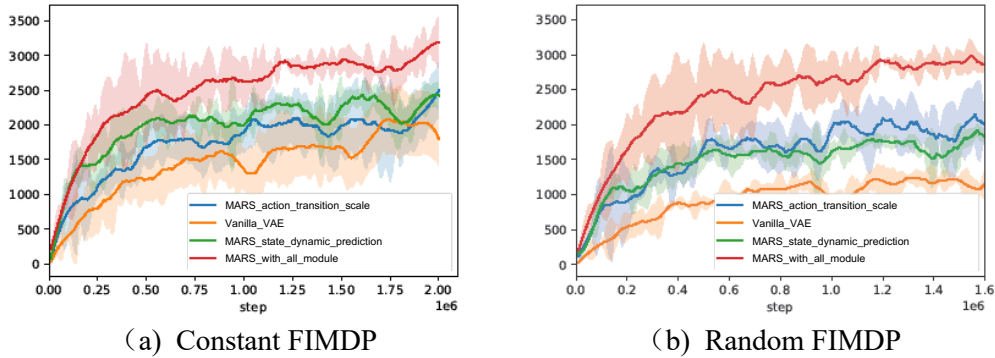 3500
3000
2500
2000
1500
1000
500
0
MARS_action_transition_scale
Vanilla_VAE
MARS_state_dynamic_prediction
MARS_with_all_module
0.00 0.25 0.50 0.75 1.00 1.25 1.50 1.75 2.00
step
1e6
(a) Constant FIMDP
3500
3000
2500
2000
1500
1000
500
0
MARS_action_transition_scale
Vanilla_VAE
MARS_state_dynamic_prediction
MARS_with_all_module
0.0 0.2 0.4 0.6 0.8 1.0 1.2 1.4 1.6
step
1e6
(b) Random FIMDP